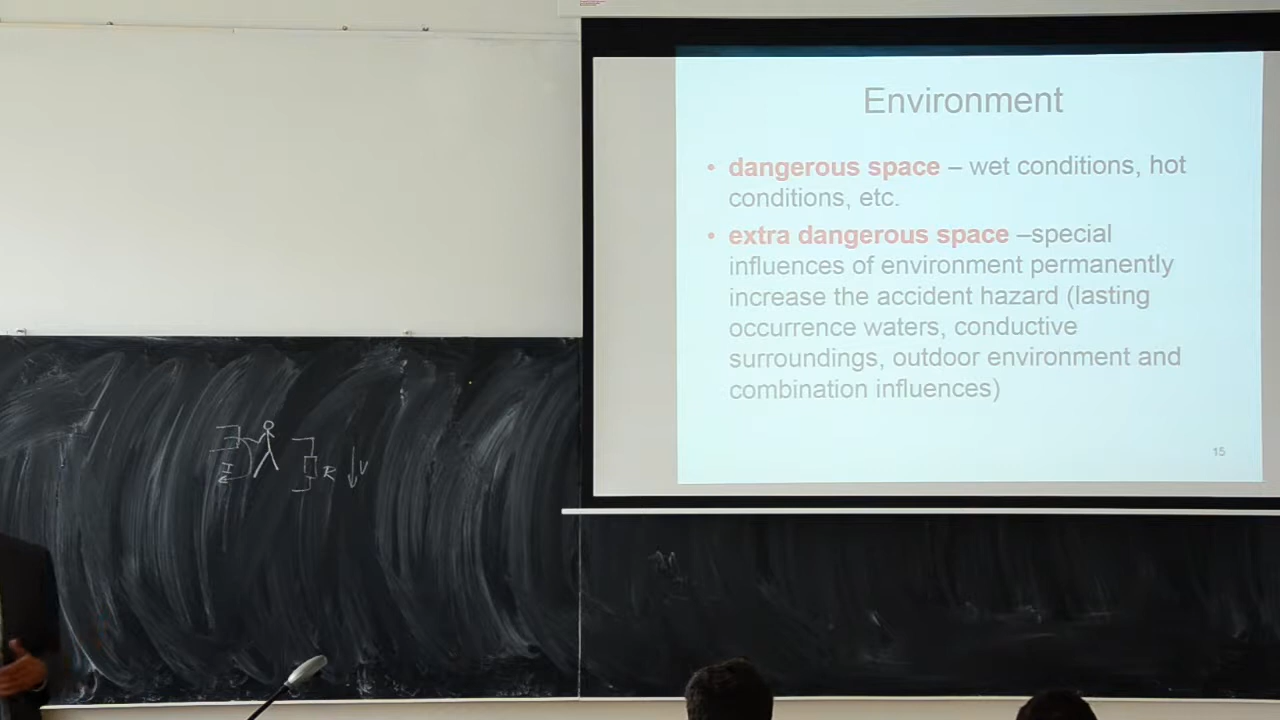 Environment
• dangerous space – wet conditions, hot
conditions, etc.
• extra dangerous space –special
influences of environment permanently
increase the accident hazard (lasting
occurrence waters, conductive
surroundings, outdoor environment and
combination influences)
15
I
R
V